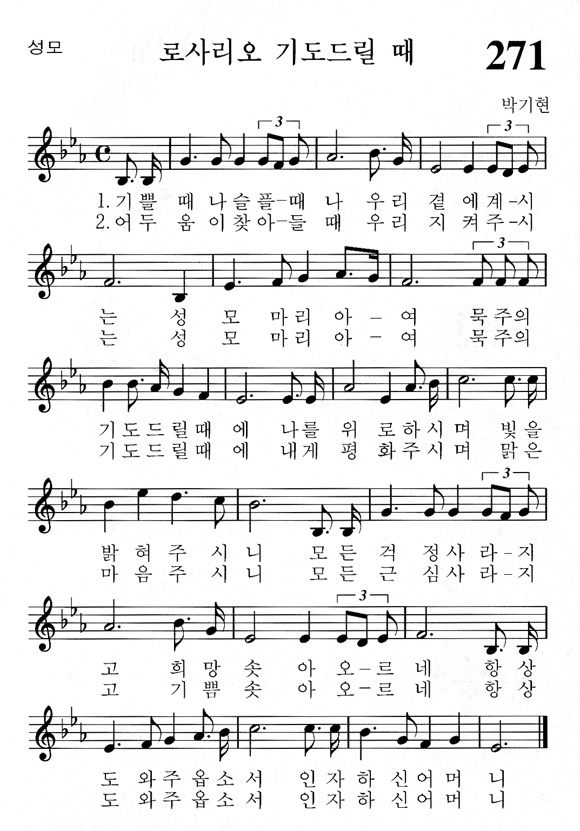 성모
로사리오 기도드릴 때
271
박기현
3 3
1.기쁠 때 나슬플-때 나 우리 곁에계-시
2.어두 움 이찾아-들 때 우리 지 켜주-시
3
는 성 모 마리 아 - 여 묵주의
는 성 모 마리 아 - 여 묵주의
기도드릴때 에 나를 위 로하시며 빛을
기도드릴때 에 내게 평 화주시며 맑은
3
밝 혀 주 시 니 모든 걱 정사라-지
마 음 주 시 니 모든 근 심사라-지
3
고 희 망 솟 아 오-르 네 항 상
고 기 쁨 솟 아 오-르 네 항 상
도 와주 옵소 서 인 자 하 신어머 니
도 와주 옵소 서 인 자 하 신어머 니